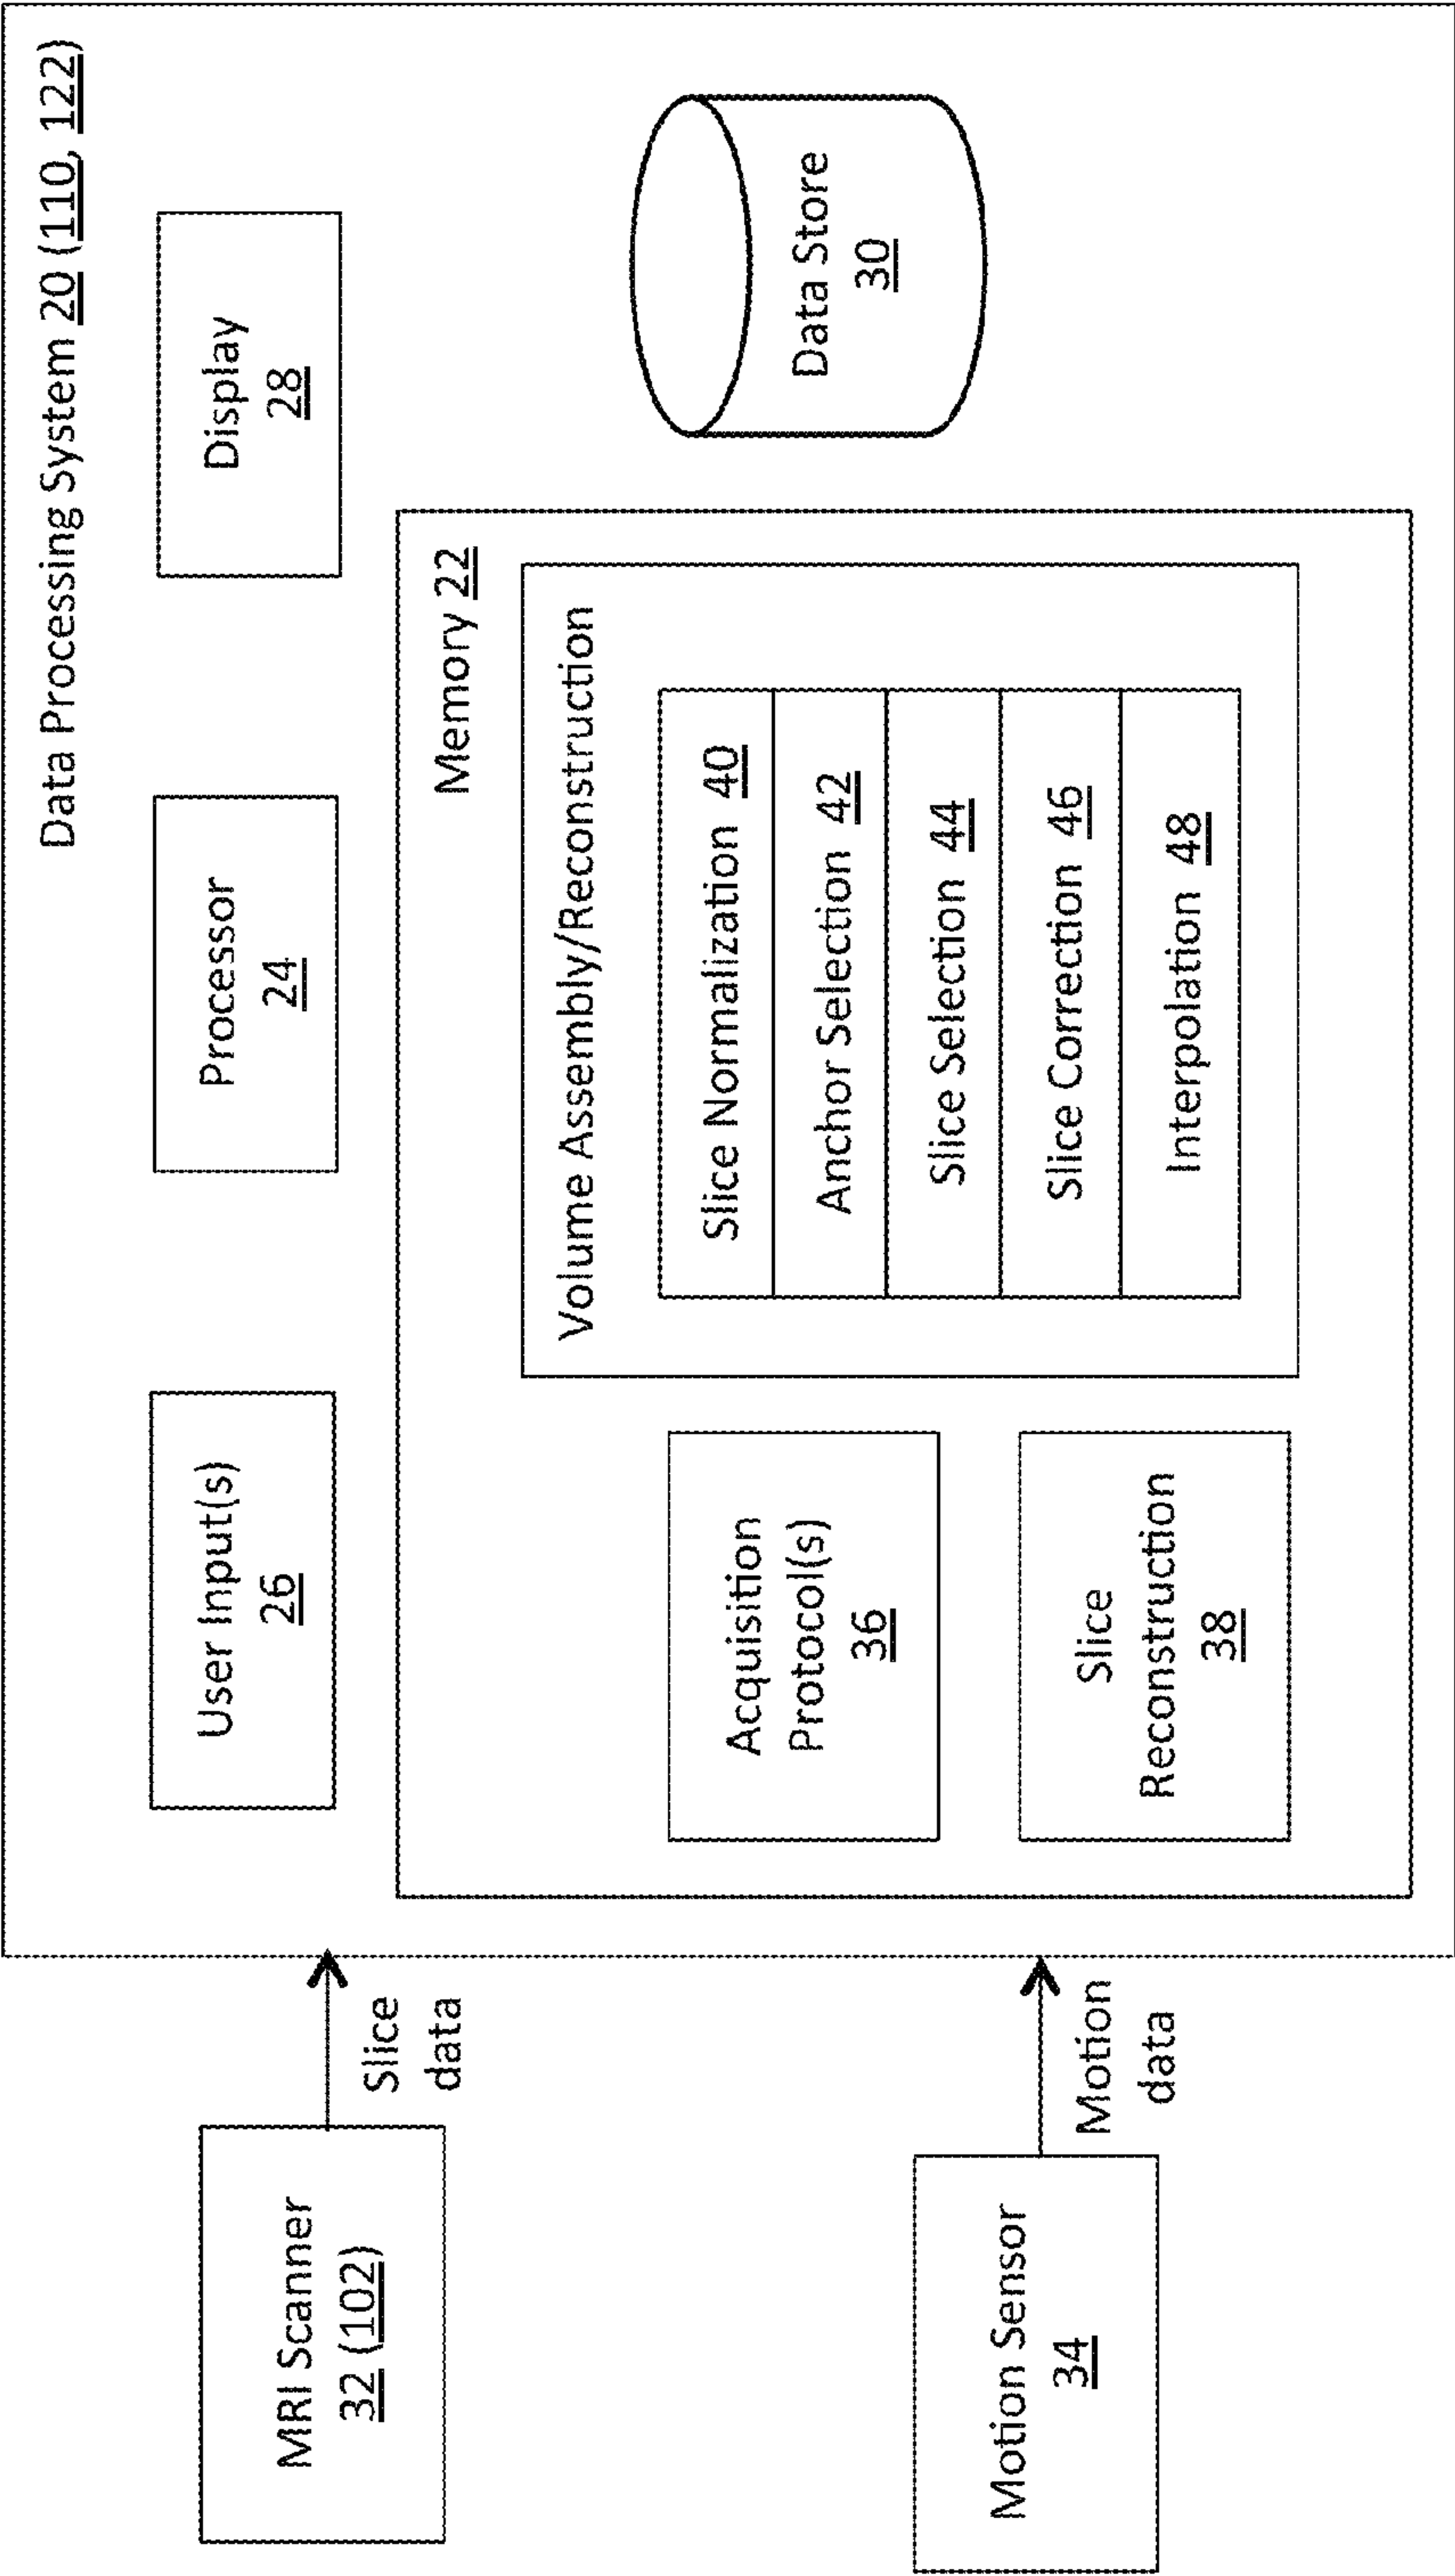 Data Processing System 20 (110, 122)
MRI Scanner
32 (102)
Slice
data
User Input(s)
26
Processor
24
Display
28
Memory 22
Volume Assembly/Reconstruction
Slice Normalization 40
Anchor Selection 42
Slice Selection 44
Slice Correction 46
Interpolation 48
Acquisition
Protocol(s)
36
Slice
Reconstruction
38
Data Store
30
Motion Sensor
34
Motion
data